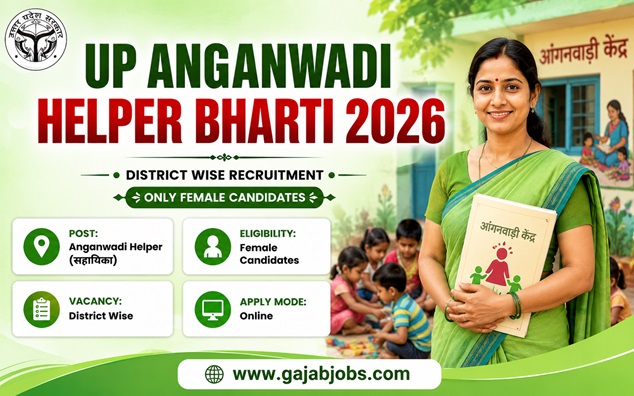 उत्तर प्रदेश सरकार
UP ANGANWADI
HELPER BHARTI 2026
DISTRICT WISE RECRUITMENT
ONLY FEMALE CANDIDATES
POST:
Anganwadi Helper
(सहायिका)
ELIGIBILITY:
Female
Candidates
VACANCY:
District Wise
APPLY MODE:
Online
आंगनवाड़ी केंद्र
आंगनवाड़ी केंद्र
www.gajabjobs.com